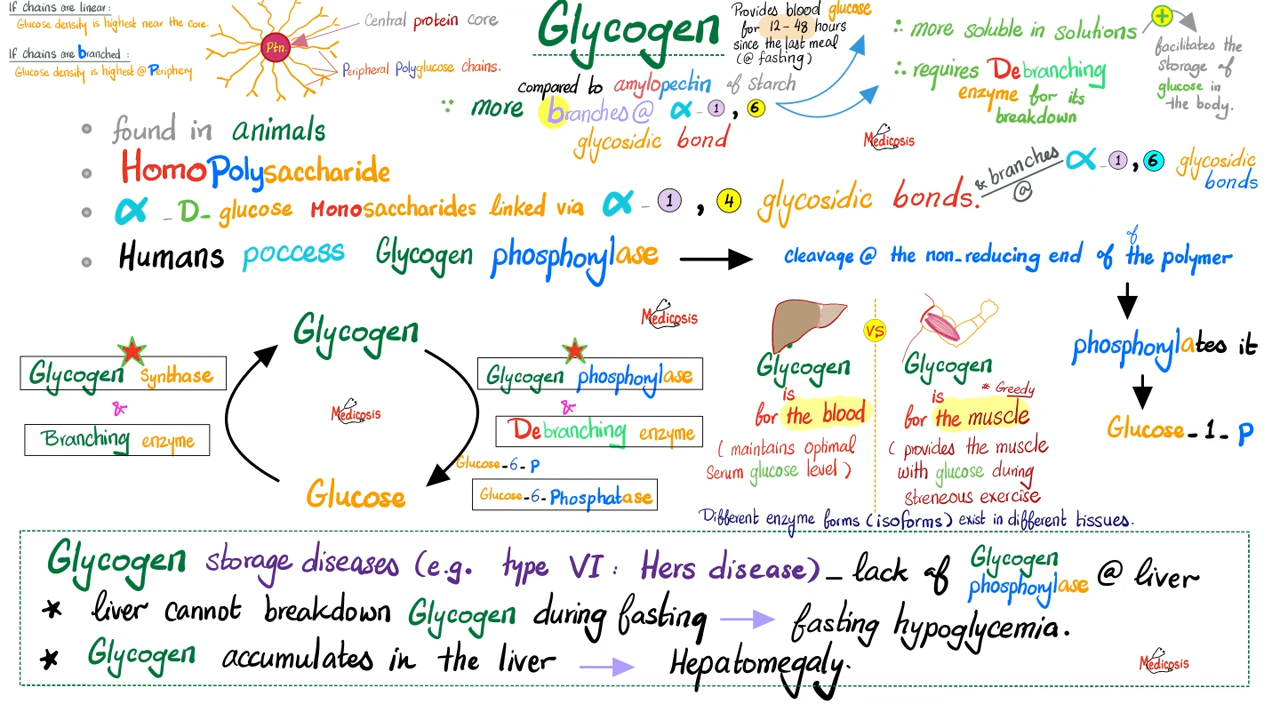 If chains are linear:
Glucose density is highest near the core.
If chains are branched:
Glucose density is highest @ Periphery
Ptn.
Central protein core
Peripheral Polyglucose chains.
Glycogen
Provides blood glucose
for 12-48 hours
since the last meal
(@ fasting)
compared to amylopectin of starch
∵ more branches @ α-1,6
glycosidic bond
∴ more soluble in solutions
+
facilitates the
storage of
glucose in
the body.
∴ requires Debranching
enzyme for its
breakdown
Medicosis
• found in animals
• HomoPolysaccharide
• α-D-glucose Monosaccharides linked via α-1,4 glycosidic bonds.
& branches
@
α-1,6 glycosidic
bonds
• Humans poccess Glycogen phosphorylase → cleavage @ the non-reducing end of the polymer
of
phosphorylates it
Glucose-1-P
Glycogen
Medicosis
Glycogen Synthase
&
Branching enzyme
Medicosis
Glucose
Glycogen phosphorylase
&
Debranching enzyme
Glucose-6-P
Glucose-6-Phosphatase
Glycogen
is
for the blood
(maintains optimal
Serum glucose level)
VS
Glycogen
is
* Greedy
for the muscle
(provides the muscle
with glucose during
streneous exercise
Different enzyme forms (isoforms) exist in different tissues.
Glycogen storage diseases (e.g. type VI: Hers disease)_ lack of Glycogen phosphorylase @ liver
* liver cannot breakdown Glycogen during fasting → fasting hypoglycemia.
* Glycogen accumulates in the liver → Hepatomegaly.
Medicosis